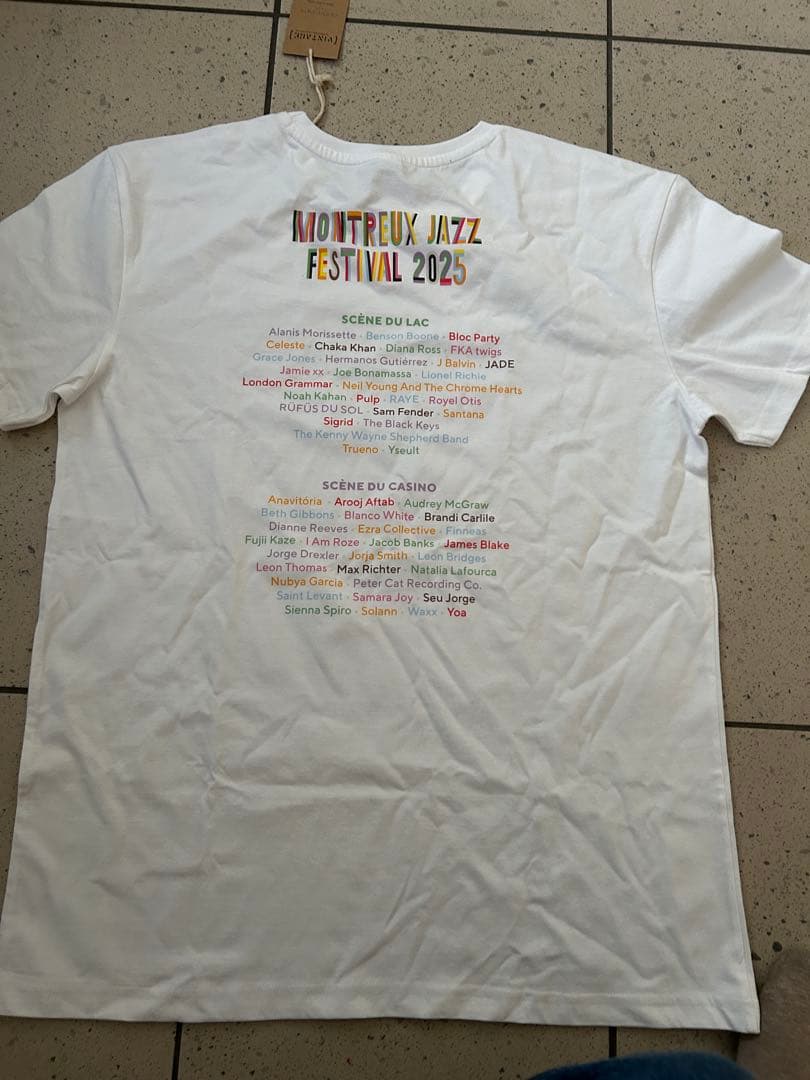 [VINTAGE]
MONTREUX JAZZ
FESTIVAL 2025
SCÈNE DU LAC
Alanis Morissette · Benson Boone · Bloc Party
Celeste · Chaka Khan · Diana Ross · FKA twigs
Grace Jones · Hermanos Gutiérrez · J Balvin · JADE
Jamie xx · Joe Bonamassa · Lionel Richie
London Grammar · Neil Young And The Chrome Hearts
Noah Kahan · Pulp · RAYE · Royel Otis
RÜFÜS DU SOL · Sam Fender · Santana
Sigrid · The Black Keys
The Kenny Wayne Shepherd Band
Trueno · Yseult
SCÈNE DU CASINO
Anavitória · Arooj Aftab · Audrey McGraw
Beth Gibbons · Blanco White · Brandi Carlile
Dianne Reeves · Ezra Collective · Finneas
Fujii Kaze · I Am Roze · Jacob Banks · James Blake
Jorge Drexler · Jorja Smith · Leon Bridges
Leon Thomas · Max Richter · Natalia Lafourca
Nubya Garcia · Peter Cat Recording Co.
Saint Levant · Samara Joy · Seu Jorge
Sienna Spiro · Solann · Waxx · Yoa